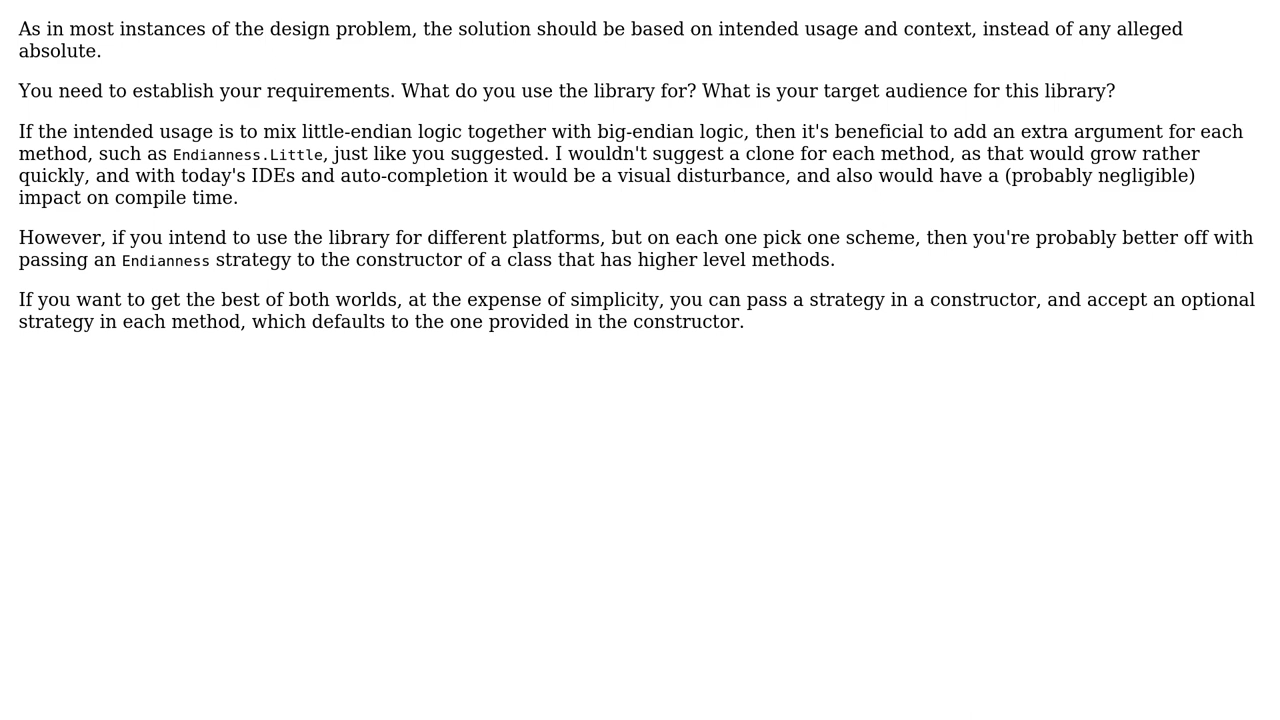 As in most instances of the design problem, the solution should be based on intended usage and context, instead of any alleged
absolute.
You need to establish your requirements. What do you use the library for? What is your target audience for this library?
If the intended usage is to mix little-endian logic together with big-endian logic, then it's beneficial to add an extra argument for each
method, such as Endianness.Little, just like you suggested. I wouldn't suggest a clone for each method, as that would grow rather
quickly, and with today's IDEs and auto-completion it would be a visual disturbance, and also would have a (probably negligible)
impact on compile time.
However, if you intend to use the library for different platforms, but on each one pick one scheme, then you're probably better off with
passing an Endianness strategy to the constructor of a class that has higher level methods.
If you want to get the best of both worlds, at the expense of simplicity, you can pass a strategy in a constructor, and accept an optional
strategy in each method, which defaults to the one provided in the constructor.